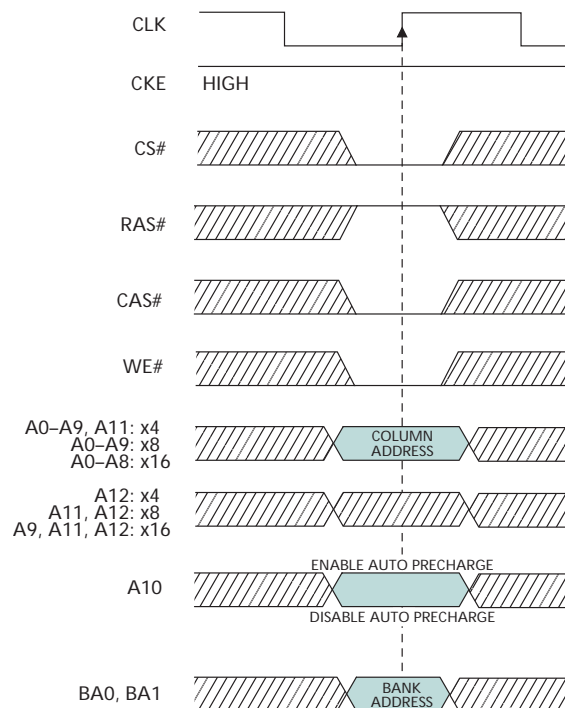 CLK
CKE HIGH
CS#
RAS#
CAS#
WE#
A0–A9, A11: x4
A0–A9: x8
A0–A8: x16
COLUMN
ADDRESS
A12: x4
A11, A12: x8
A9, A11, A12: x16
ENABLE AUTO PRECHARGE
A10
DISABLE AUTO PRECHARGE
BA0, BA1
BANK
ADDRESS